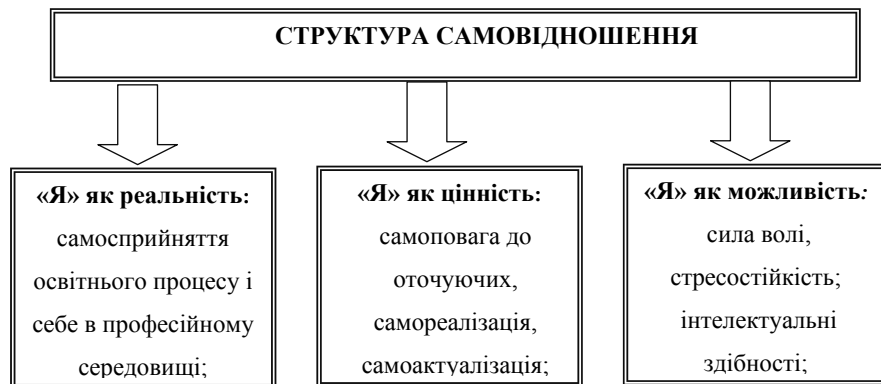 СТРУКТУРА САМОВІДНОШЕННЯ
«Я» як реальність:
самосприйняття
освітнього процесу і
себе в професійному
середовищі;
«Я» як цінність:
самоповага до
оточуючих,
самореалізація,
самоактуалізація;
«Я» як можливість:
сила волі,
стресостійкість;
інтелектуальні
здібності;